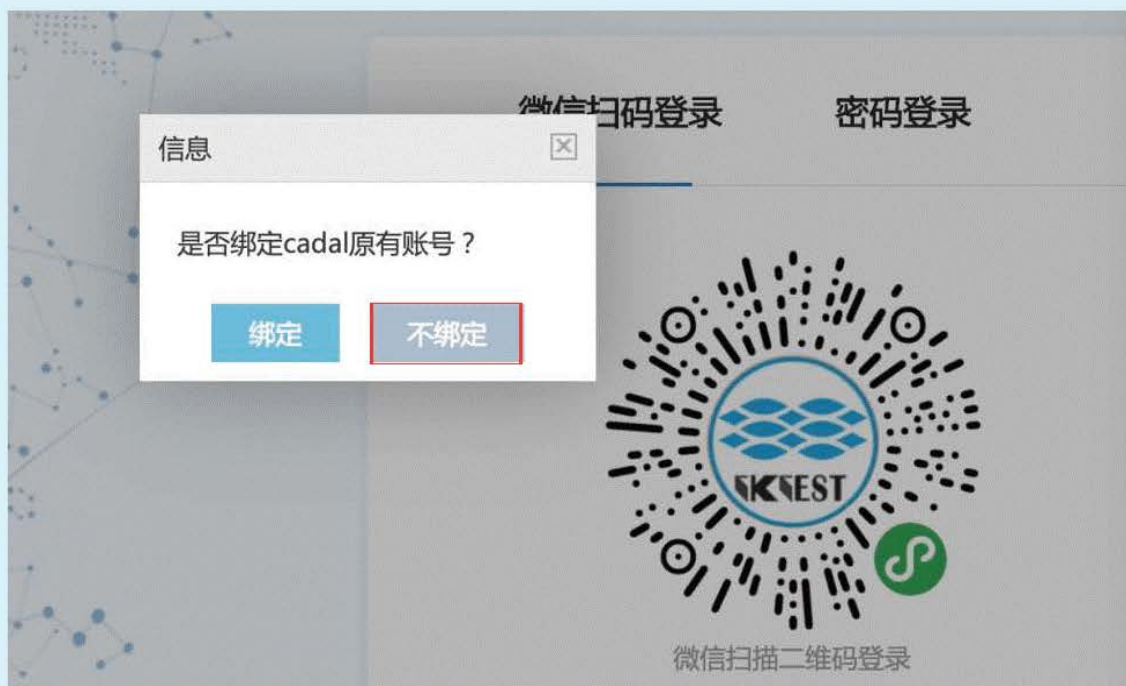 微信扫码登录 密码登录
信息
是否绑定cadal原有账号？
绑定 不绑定
IKSEST
微信扫描二维码登录